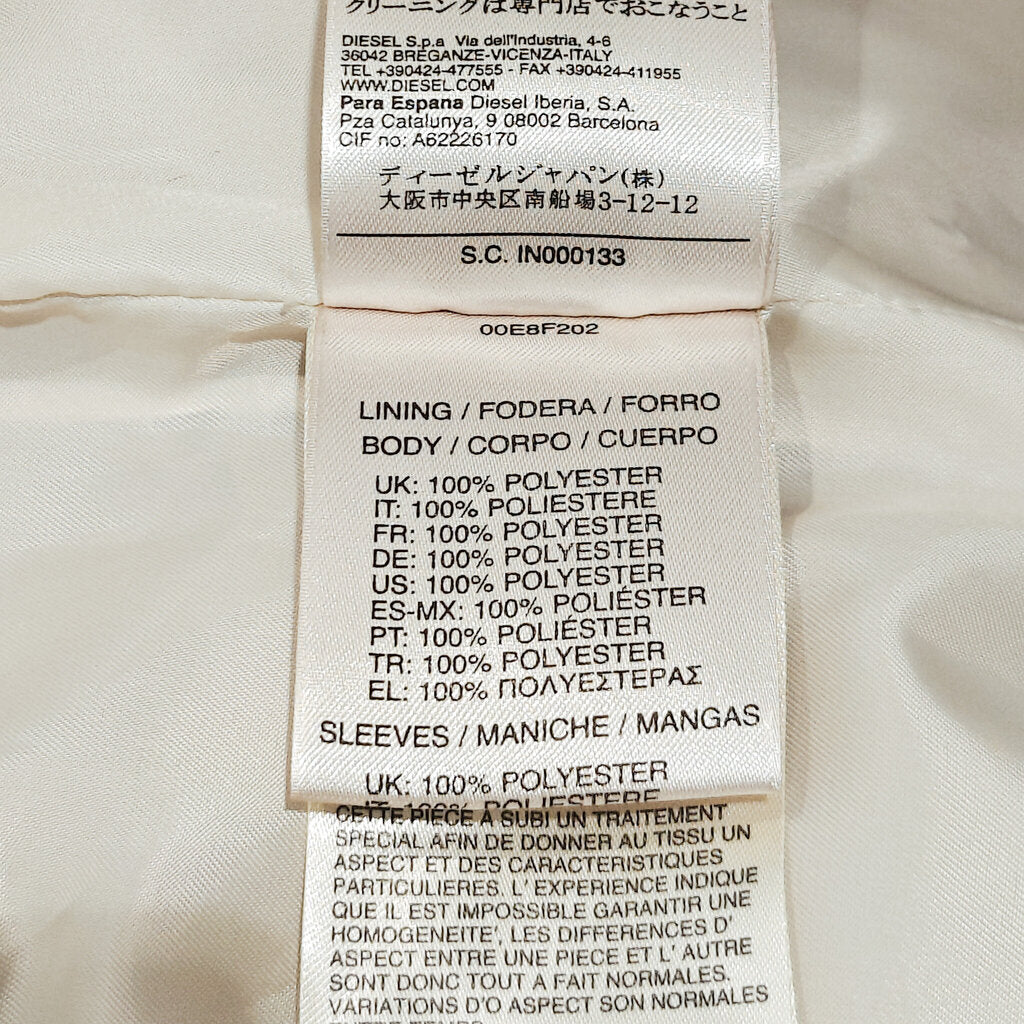 クリーニングは専門店でおこなうこと
DIESEL S.p.a Via dell'Industria, 4-6
36042 BREGANZE-VICENZA-ITALY
TEL +390424-477555 - FAX +390424-411955
WWW.DIESEL.COM
Para Espana Diesel Iberia, S.A.
Pza Catalunya, 9 08002 Barcelona
CIF no: A62226170
ディーゼルジャパン(株)
大阪市中央区南船場3-12-12
S.C. IN000133
00E8F202
LINING / FODERA / FORRO
BODY / CORPO / CUERPO
UK: 100% POLYESTER
IT: 100% POLIESTERE
FR: 100% POLYESTER
DE: 100% POLYESTER
US: 100% POLYESTER
ES-MX: 100% POLIÉSTER
PT: 100% POLIÉSTER
TR: 100% POLYESTER
EL: 100% ΠΟΛΥΕΣΤΕΡΑΣ
SLEEVES / MANICHE / MANGAS
UK: 100% POLYESTER
IT: 100% POLIESTERE
CETTE PIECE A SUBI UN TRAITEMENT
SPECIAL AFIN DE DONNER AU TISSU UN
ASPECT ET DES CARACTERISTIQUES
PARTICULIERES. L' EXPERIENCE INDIQUE
QUE IL EST IMPOSSIBLE GARANTIR UNE
HOMOGENEITE', LES DIFFERENCES D'
ASPECT ENTRE UNE PIECE ET L' AUTRE
SONT DONC TOUT A FAIT NORMALES.
VARIATIONS D'O ASPECT SON NORMALES